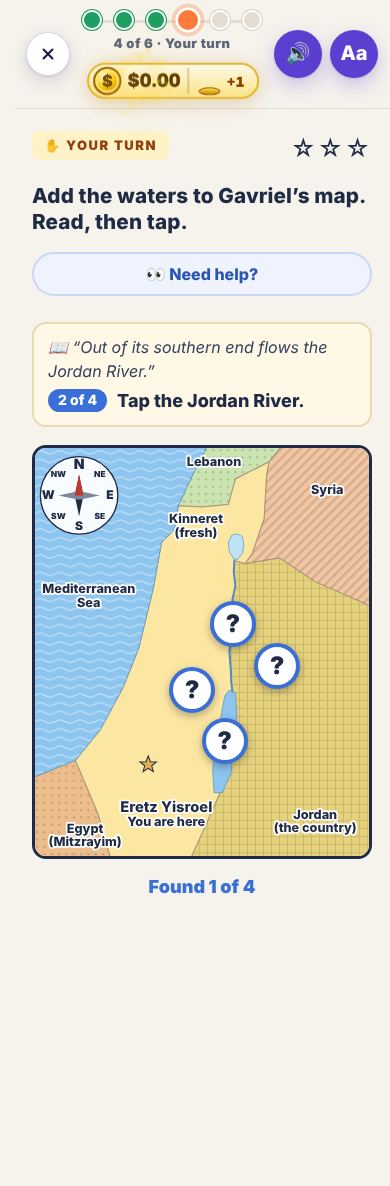 4 of 6 · Your turn
$ $0.00 +1
Aa
✋ YOUR TURN
Add the waters to Gavriel’s map.
Read, then tap.
👀 Need help?
📖 “Out of its southern end flows the
Jordan River.”
2 of 4 Tap the Jordan River.
N
NW NE
W E
SW SE
S
Lebanon
Syria
Kinneret
(fresh)
Mediterranean
Sea
?
?
?
?
Eretz Yisroel
You are here
Jordan
(the country)
Egypt
(Mitzrayim)
Found 1 of 4